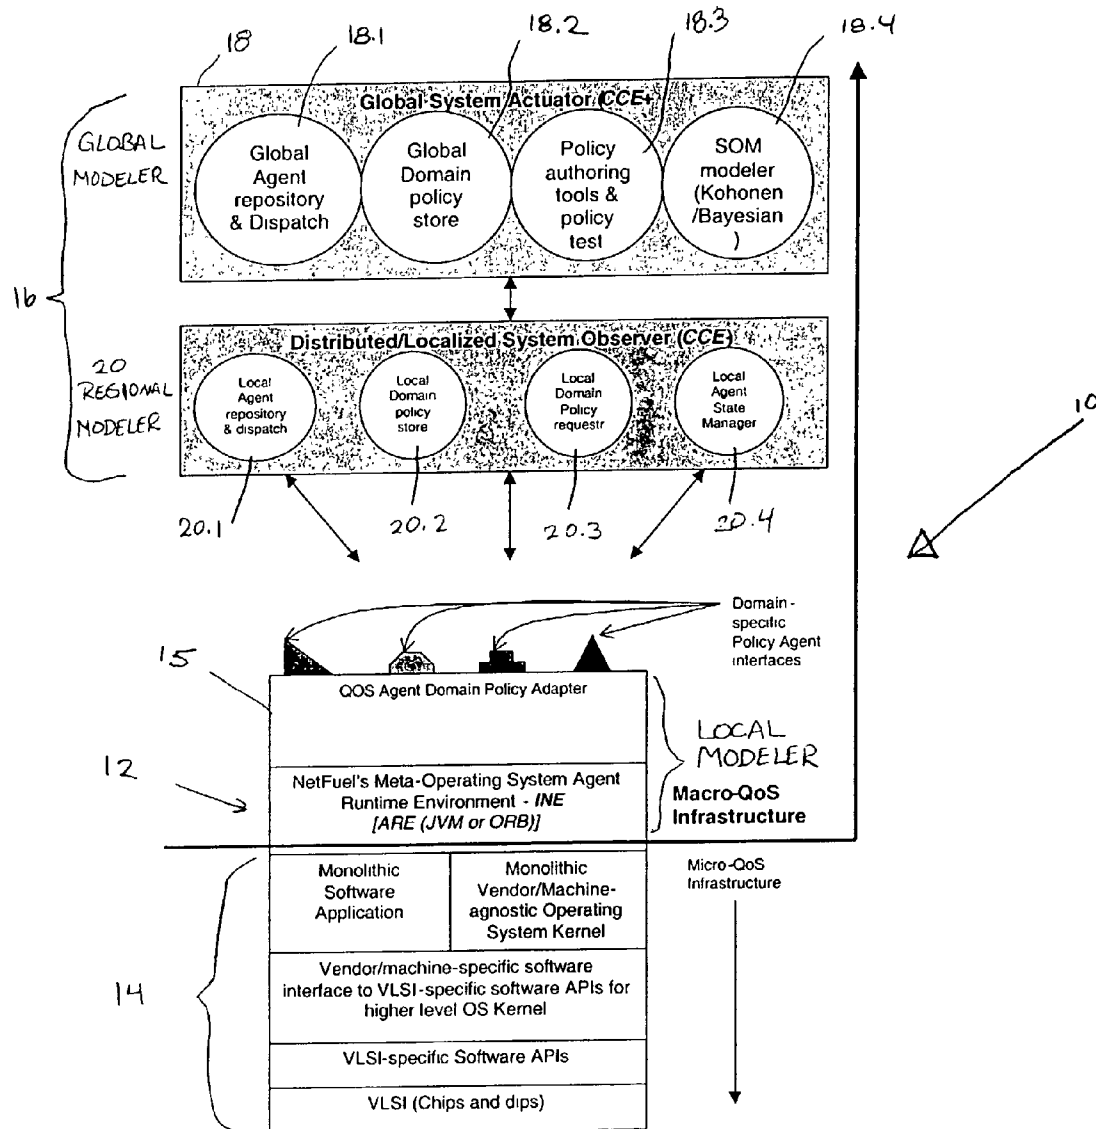 18
18.1
18.2
18.3
18.4
Global System Actuator (CCE+
GLOBAL
MODELER
Global
Agent
repository
& Dispatch
Global
Domain
policy
store
Policy
authoring
tools &
policy
test
SOM
modeler
(Kohonen
/Bayesian
)
16
Distributed/Localized System Observer (CCE)
20
REGIONAL
MODELER
Local
Agent
repository
& dispatch
Local
Domain
policy
store
Local
Domain
Policy
requestr
Local
Agent
State
Manager
10
20.1
20.2
20.3
20.4
Domain-
specific
Policy Agent
interfaces
15
QOS Agent Domain Policy Adapter
LOCAL
MODELER
12
NetFuel's Meta-Operating System Agent
Runtime Environment - INE
[ARE (JVM or ORB)]
Macro-QoS
Infrastructure
Monolithic
Software
Application
Monolithic
Vendor/Machine-
agnostic Operating
System Kernel
Micro-QoS
Infrastructure
14
Vendor/machine-specific software
interface to VLSI-specific software APIs for
higher level OS Kernel
VLSI-specific Software APIs
VLSI (Chips and dips)